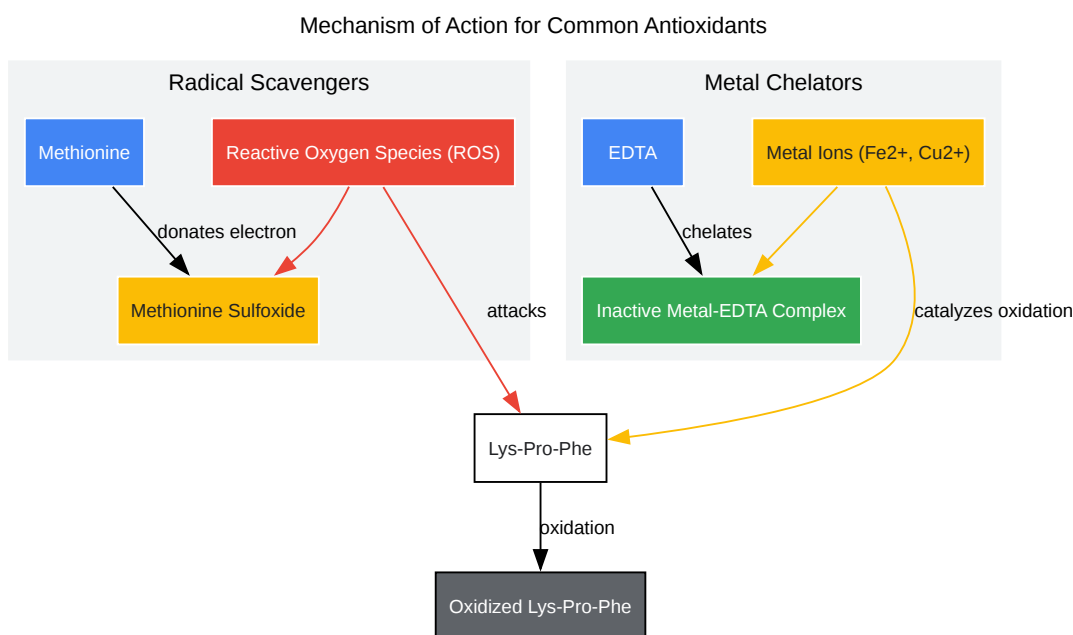 Mechanism of Action for Common Antioxidants
Radical Scavengers
Metal Chelators
Methionine
Reactive Oxygen Species (ROS)
EDTA
Metal Ions (Fe2+, Cu2+)
donates electron
chelates
Methionine Sulfoxide
attacks
Inactive Metal-EDTA Complex
catalyzes oxidation
Lys-Pro-Phe
oxidation
Oxidized Lys-Pro-Phe